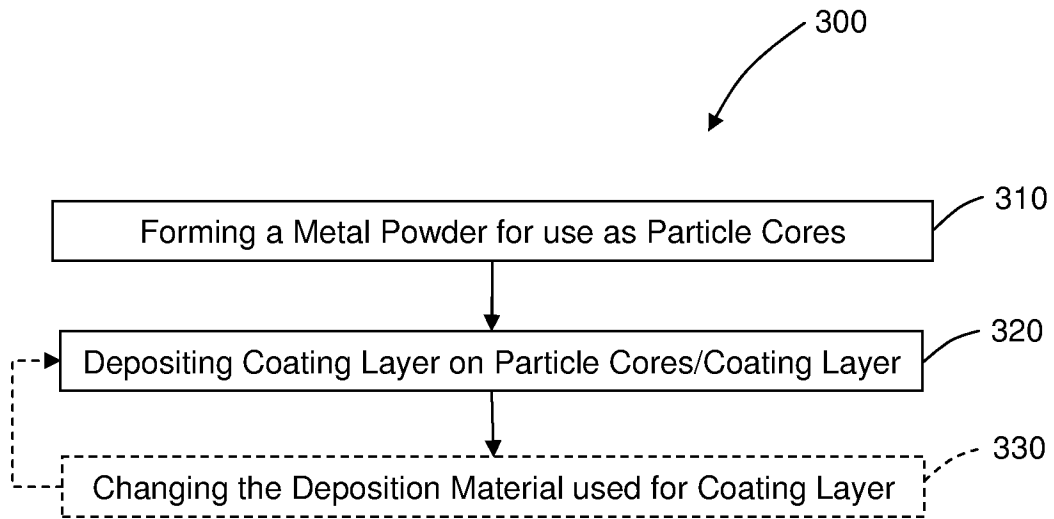 300
310
Forming a Metal Powder for use as Particle Cores
320
Depositing Coating Layer on Particle Cores/Coating Layer
330
Changing the Deposition Material used for Coating Layer